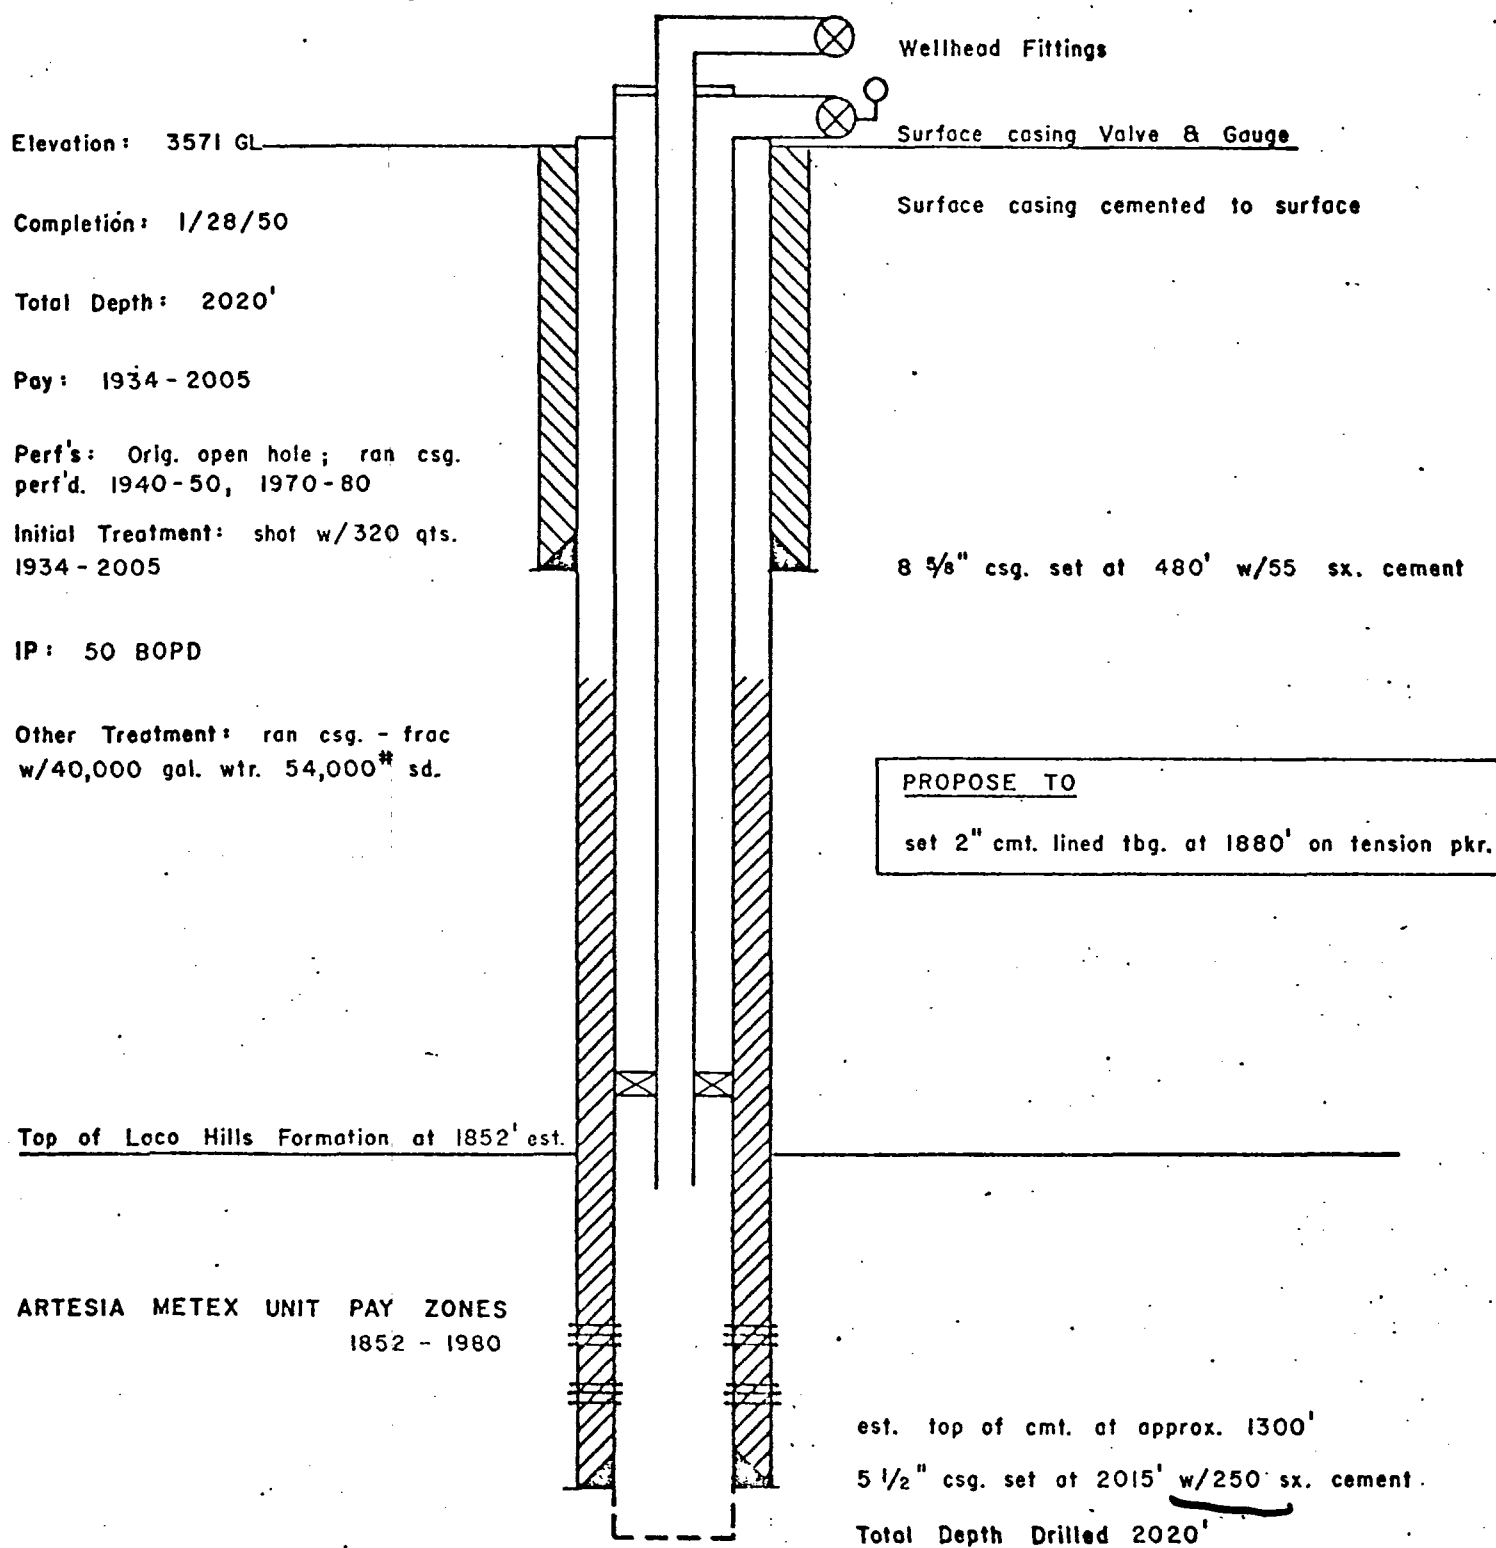 Wellhead Fittings
Elevation: 3571 GL
Surface casing Valve & Gauge
Surface casing cemented to surface
Completion: 1/28/50
Total Depth: 2020'
Pay: 1934-2005
Perf's: Orig. open hole; ran csg.
perf'd. 1940-50, 1970-80
Initial Treatment: shot w/320 qts.
1934-2005
8 5/8" csg. set at 480' w/55 sx. cement
IP: 50 BOPD
Other Treatment: ran csg. - frac
w/40,000 gal. wtr. 54,000# sd.
PROPOSE TO
set 2" cmt. lined tbg. at 1880' on tension pkr.
Top of Loco Hills Formation at 1852' est.
ARTESIA METEX UNIT PAY ZONES
1852 - 1980
est. top of cmt. at approx. 1300'
5 1/2" csg. set at 2015' w/250 sx. cement
Total Depth Drilled 2020'